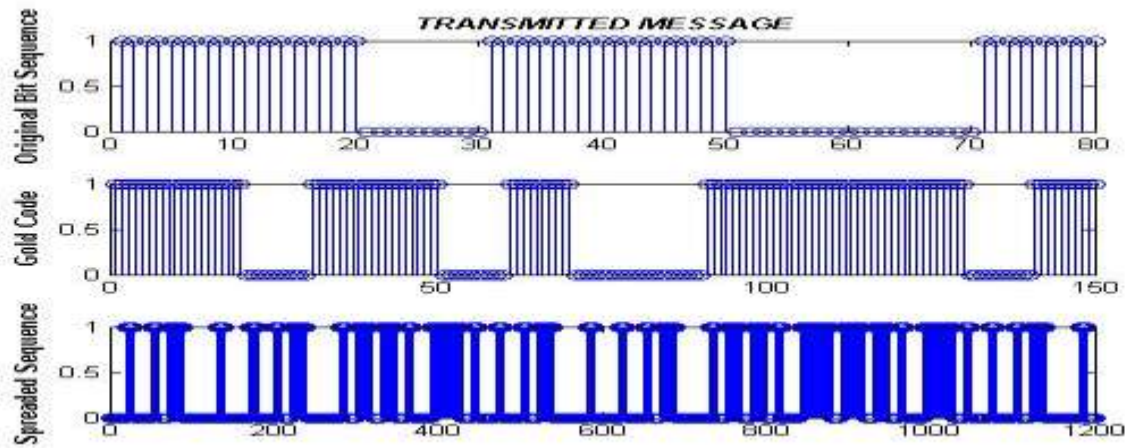 TRANSMITTED MESSAGE
Original Bit Sequence
1
0.5
0
0 10 20 30 40 50 60 70 80
Gold Code
1
0.5
0
0 50 100 150
Spreaded Sequence
1
0.5
0
0 200 400 600 800 1000 1200